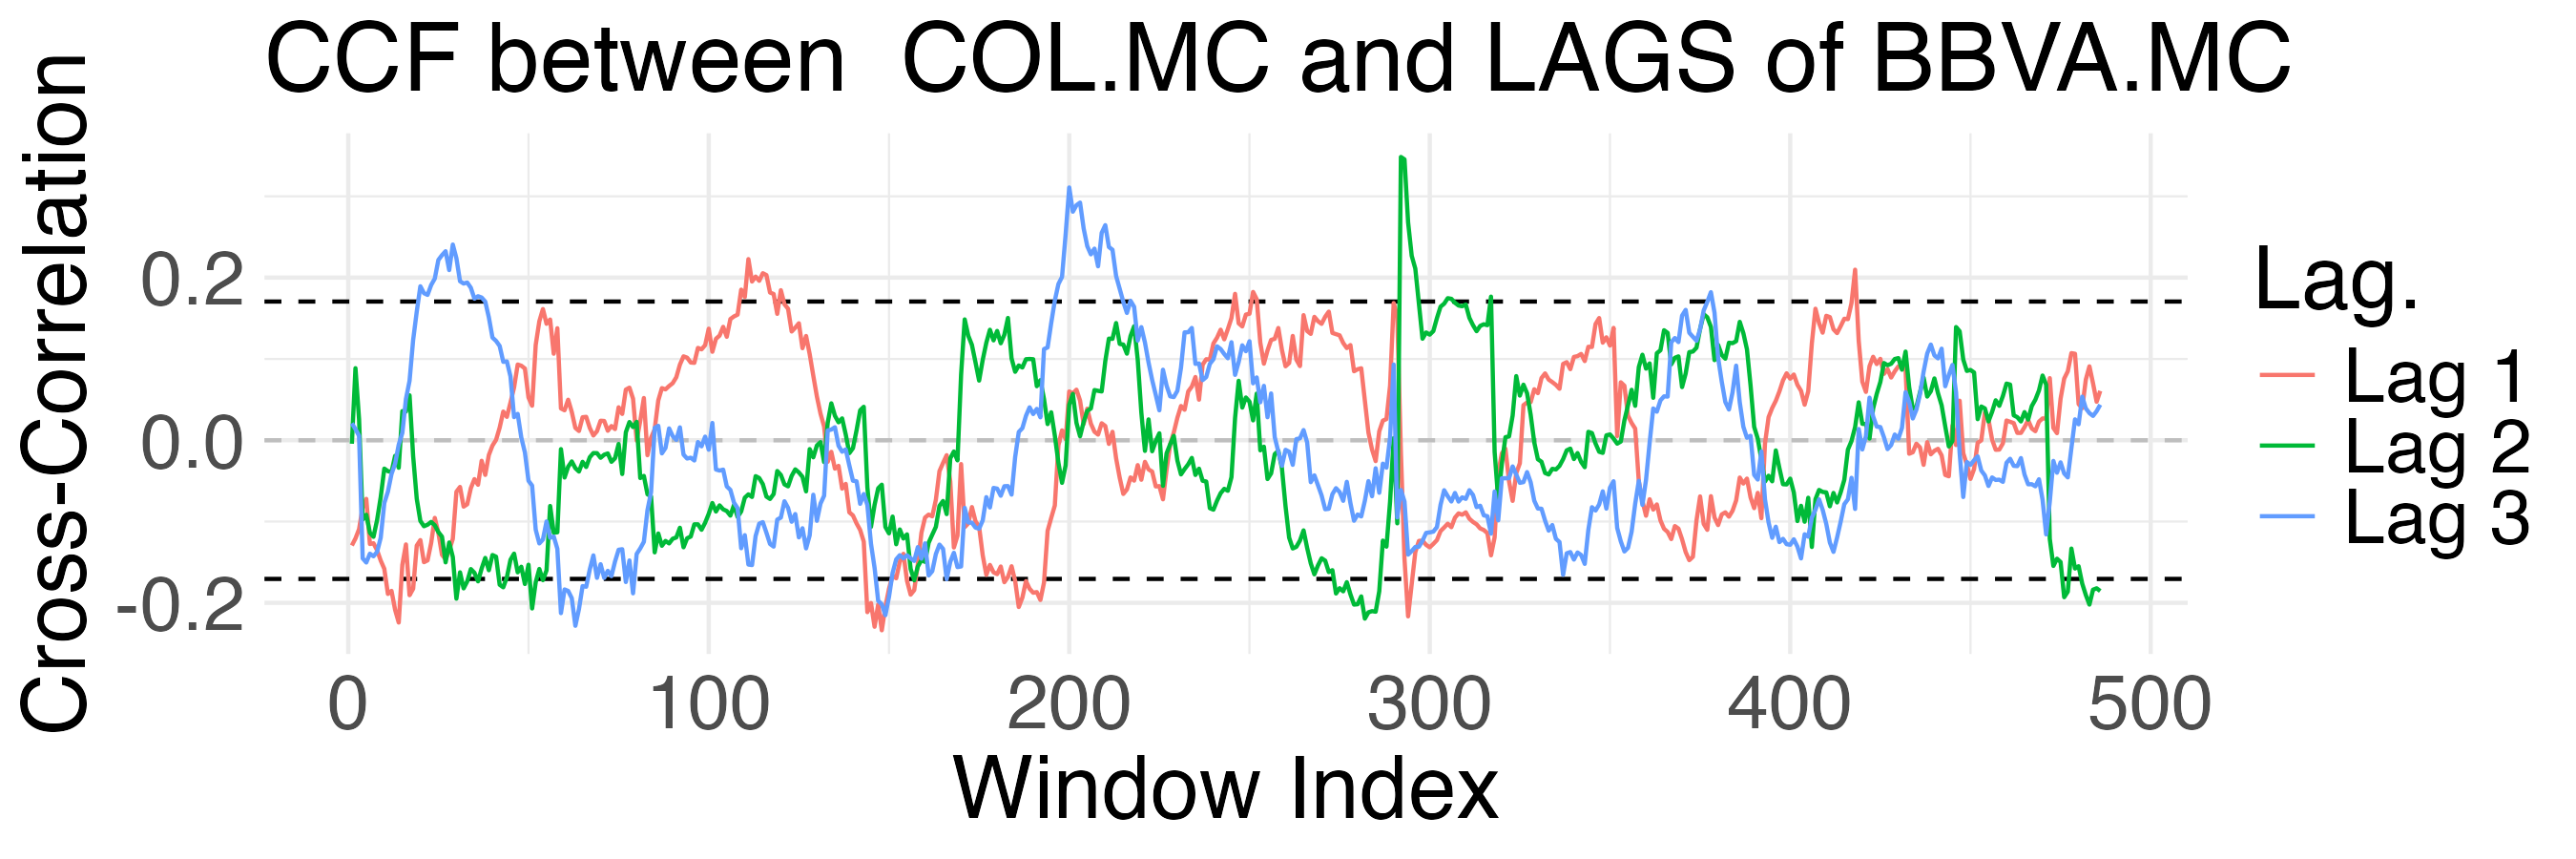 CCF between  COL.MC and LAGS of BBVA.MC
Cross-Correlation
0.2
0.0
-0.2
0 100 200 300 400 500
Window Index
Lag.
Lag 1
Lag 2
Lag 3